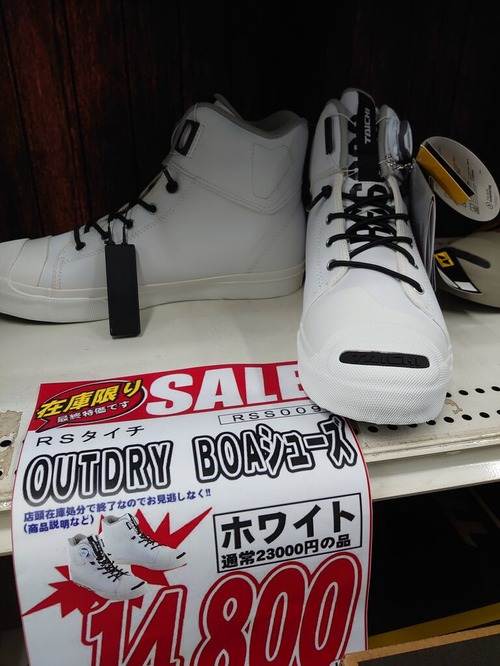 TAICHI
TAICHI
在庫限り
最終特価です
SALE
RSS00
RSタイチ
OUTDRY BOAシューズ
店頭在庫処分で終了なのでお見逃しなく!!
(商品説明など)
ホワイト
通常23000円の品
14,800